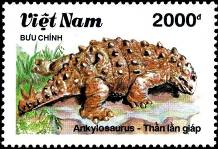 Việt Nam 2000đ
BƯU CHÍNH
Ankylosaurus - Thằn lằn giáp